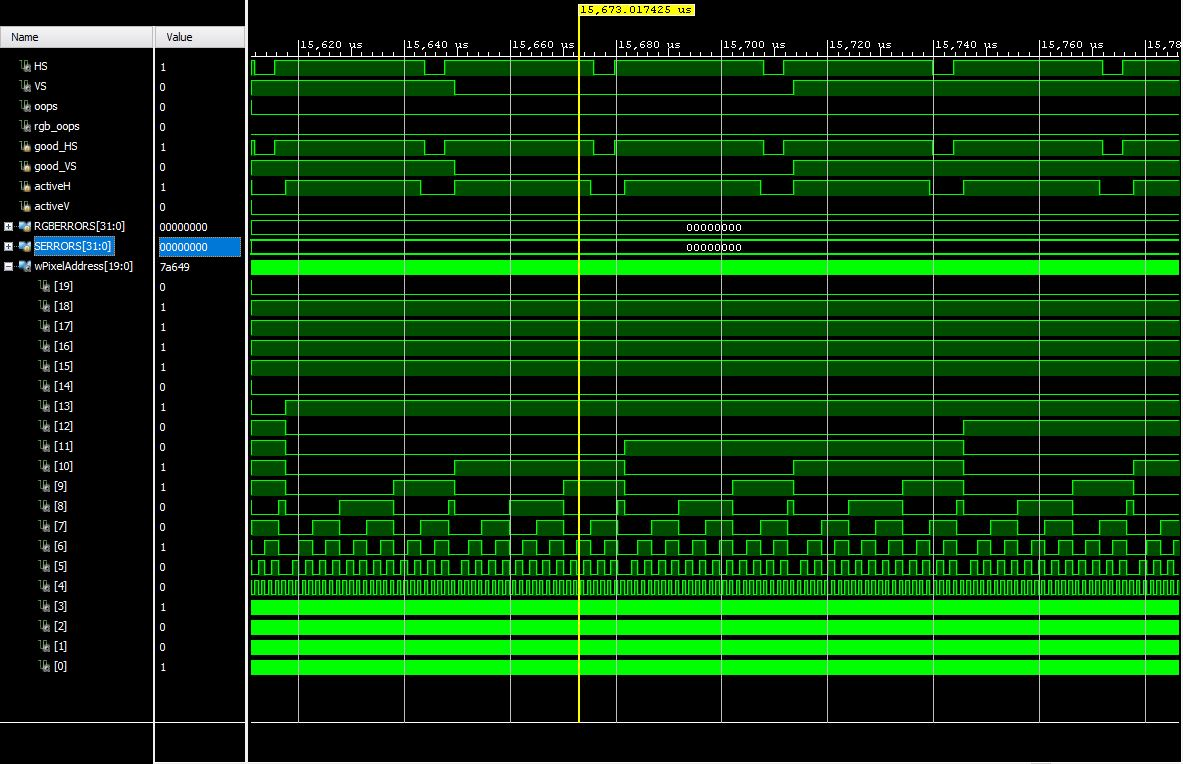 15,673.017425 us
Name Value
15,620 us 15,640 us 15,660 us 15,680 us 15,700 us 15,720 us 15,740 us 15,760 us 15,78
HS 1
VS 0
oops 0
rgb_oops 0
good_HS 1
good_VS 0
activeH 1
activeV 0
RGBERRORS[31:0] 00000000 00000000
SERRORS[31:0] 00000000 00000000
wPixelAddress[19:0] 7a649
[19] 0
[18] 1
[17] 1
[16] 1
[15] 1
[14] 0
[13] 1
[12] 0
[11] 0
[10] 1
[9] 1
[8] 0
[7] 0
[6] 1
[5] 0
[4] 0
[3] 1
[2] 0
[1] 0
[0] 1